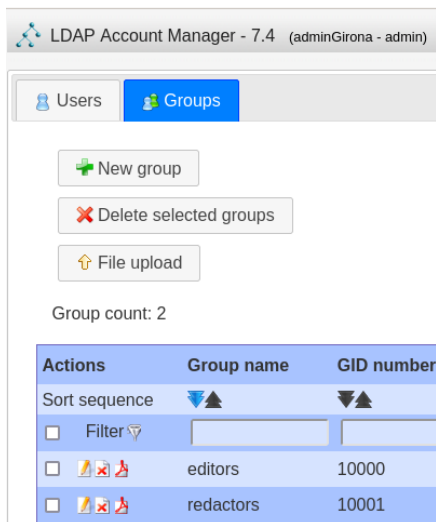 LDAP Account Manager - 7.4 (adminGirona - admin)
Users Groups
New group
Delete selected groups
File upload
Group count: 2
Actions Group name GID number
Sort sequence
Filter
editors 10000
redactors 10001